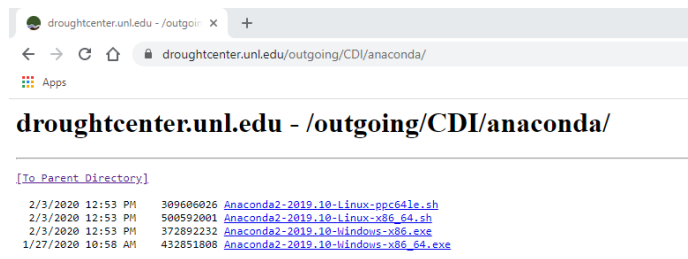 droughtcenter.unl.edu - /outgoin
droughtcenter.unl.edu/outgoing/CDI/anaconda/
Apps
droughtcenter.unl.edu - /outgoing/CDI/anaconda/
[To Parent Directory]
2/3/2020 12:53 PM 309606026 Anaconda2-2019.10-Linux-ppc64le.sh
2/3/2020 12:53 PM 500592001 Anaconda2-2019.10-Linux-x86_64.sh
2/3/2020 12:53 PM 372892232 Anaconda2-2019.10-Windows-x86.exe
1/27/2020 10:58 AM 432851808 Anaconda2-2019.10-Windows-x86_64.exe